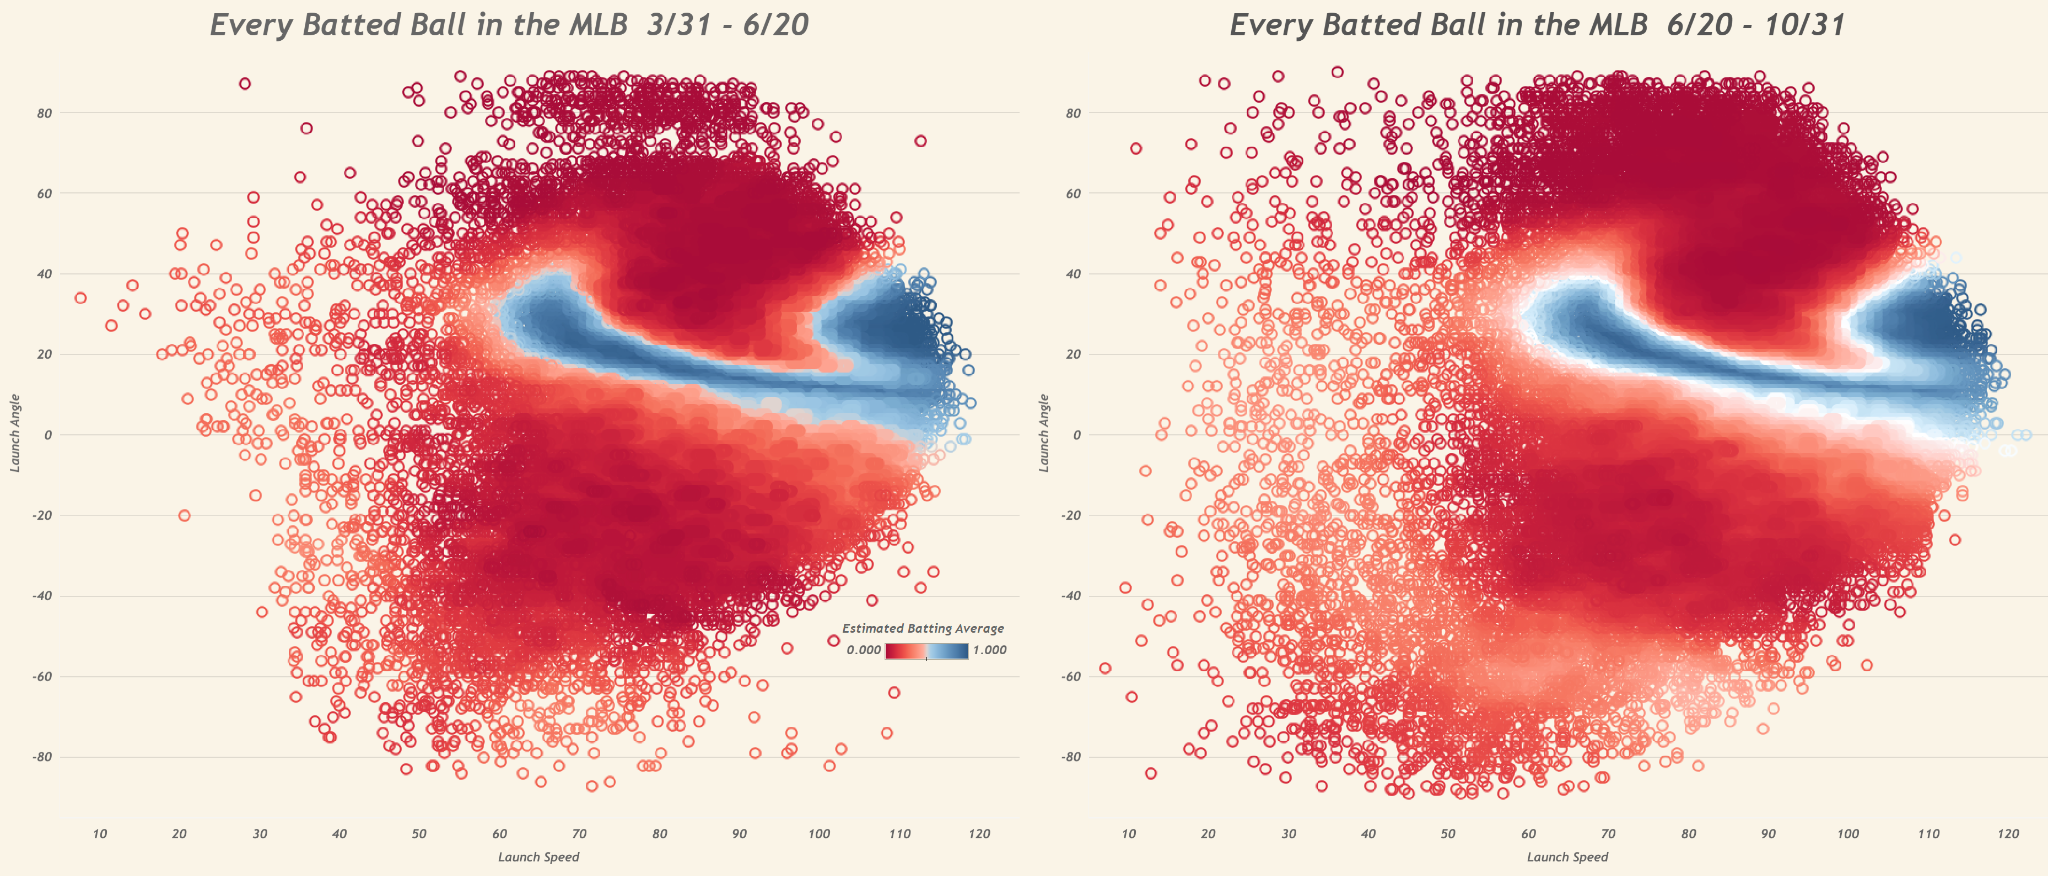 Every Batted Ball in the MLB  3/31 - 6/20
80
60
40
20
0
-20
-40
-60
-80
Launch Angle
10 20 30 40 50 60 70 80 90 100 110 120
Launch Speed
Estimated Batting Average
0.000 1.000
Every Batted Ball in the MLB  6/20 - 10/31
80
60
40
20
0
-20
-40
-60
-80
Launch Angle
10 20 30 40 50 60 70 80 90 100 110 120
Launch Speed